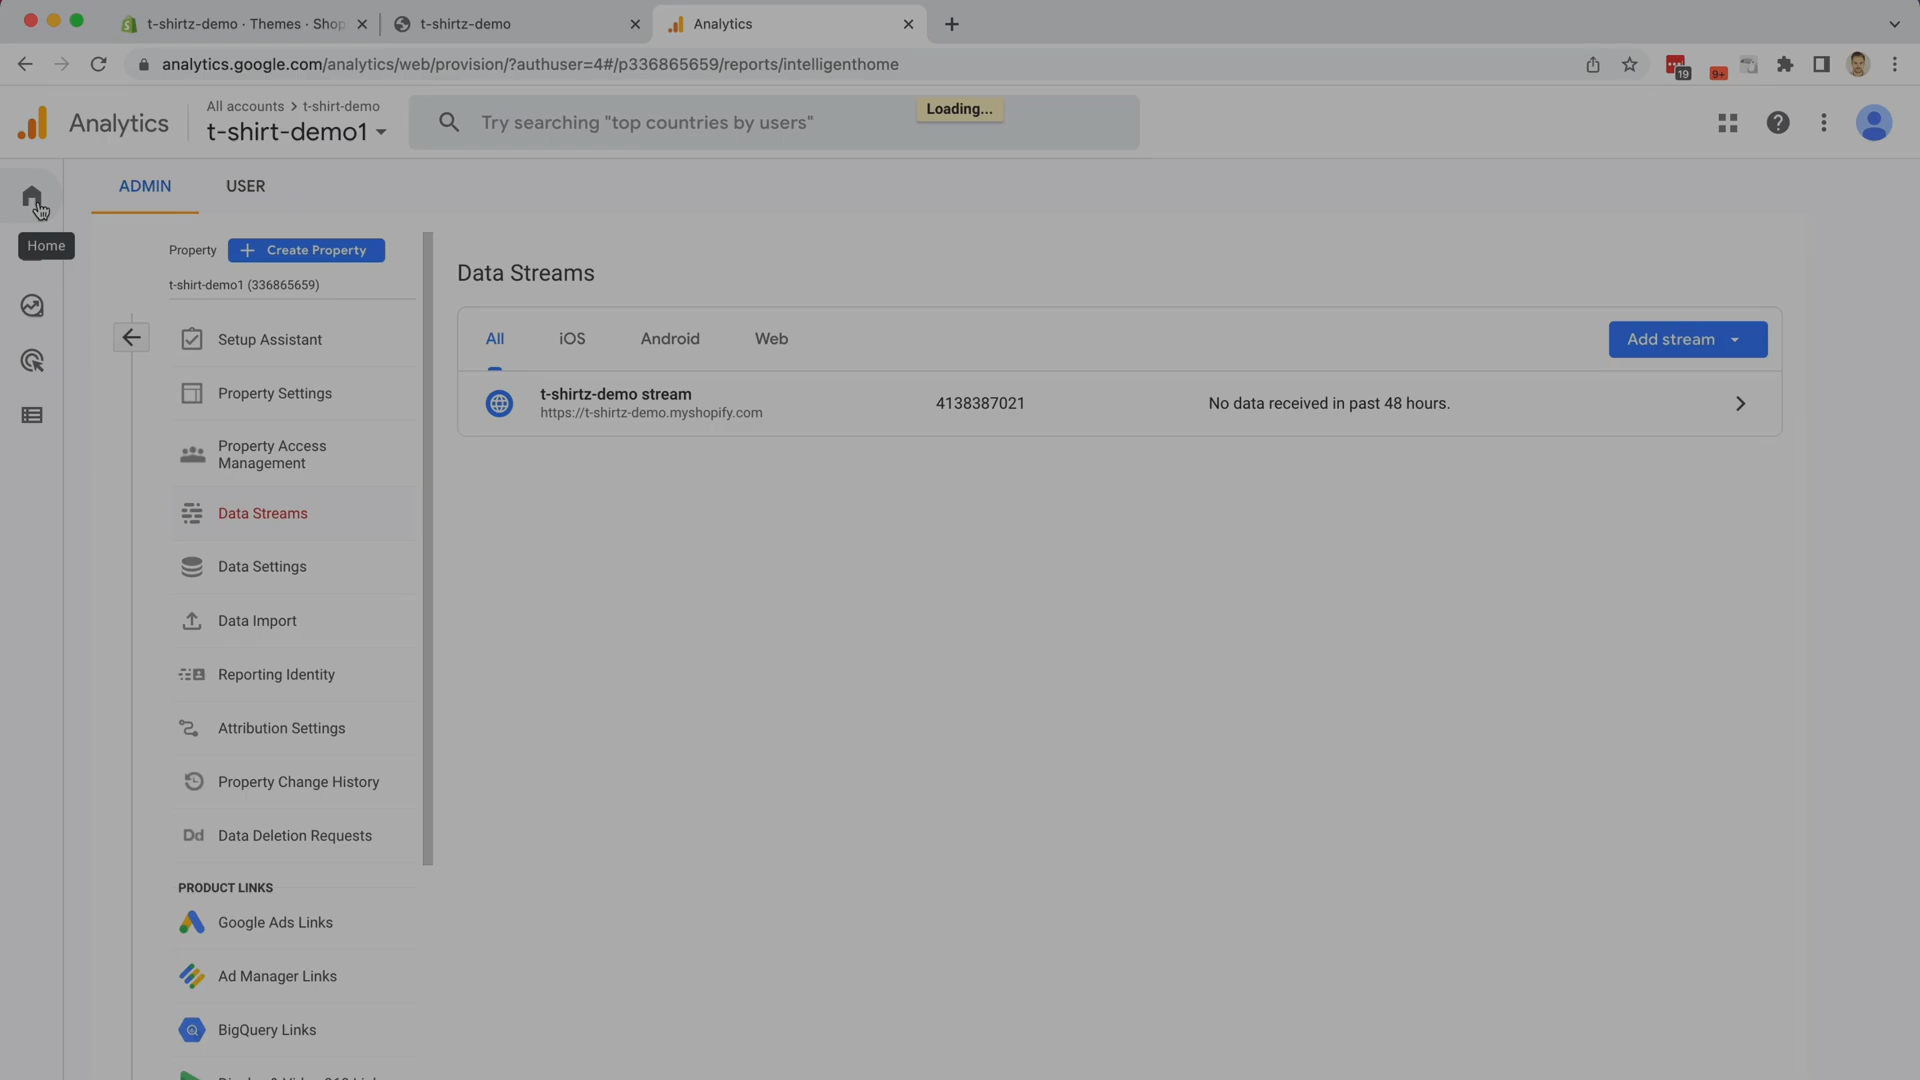 t-shirtz-demo · Themes · Shop
t-shirtz-demo
Analytics
analytics.google.com/analytics/web/provision/?authuser=4#/p336865659/reports/intelligenthome
19
9+
Analytics
All accounts > t-shirt-demo
t-shirt-demo1
Try searching "top countries by users"
Loading...
ADMIN
USER
Home
Property
Create Property
t-shirt-demo1 (336865659)
Setup Assistant
Property Settings
Property Access
Management
Data Streams
Data Settings
Data Import
Reporting Identity
Attribution Settings
Property Change History
Dd Data Deletion Requests
PRODUCT LINKS
Google Ads Links
Ad Manager Links
BigQuery Links
Data Streams
All
iOS
Android
Web
Add stream
t-shirtz-demo stream
https://t-shirtz-demo.myshopify.com
4138387021
No data received in past 48 hours.